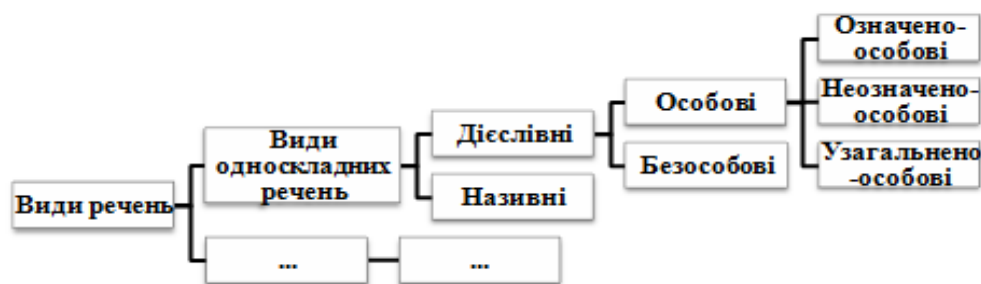 Види речень
Види
односкладних
речень
...
...
Дієслівні
Називні
Особові
Безособові
Означено-
особові
Неозначено-
особові
Узагальнено
-особові